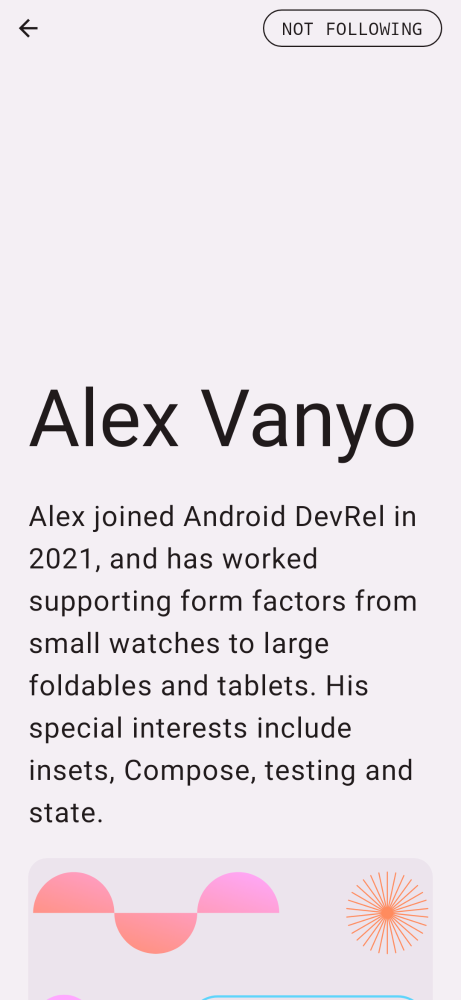 NOT FOLLOWING
Alex Vanyo
Alex joined Android DevRel in
2021, and has worked
supporting form factors from
small watches to large
foldables and tablets. His
special interests include
insets, Compose, testing and
state.